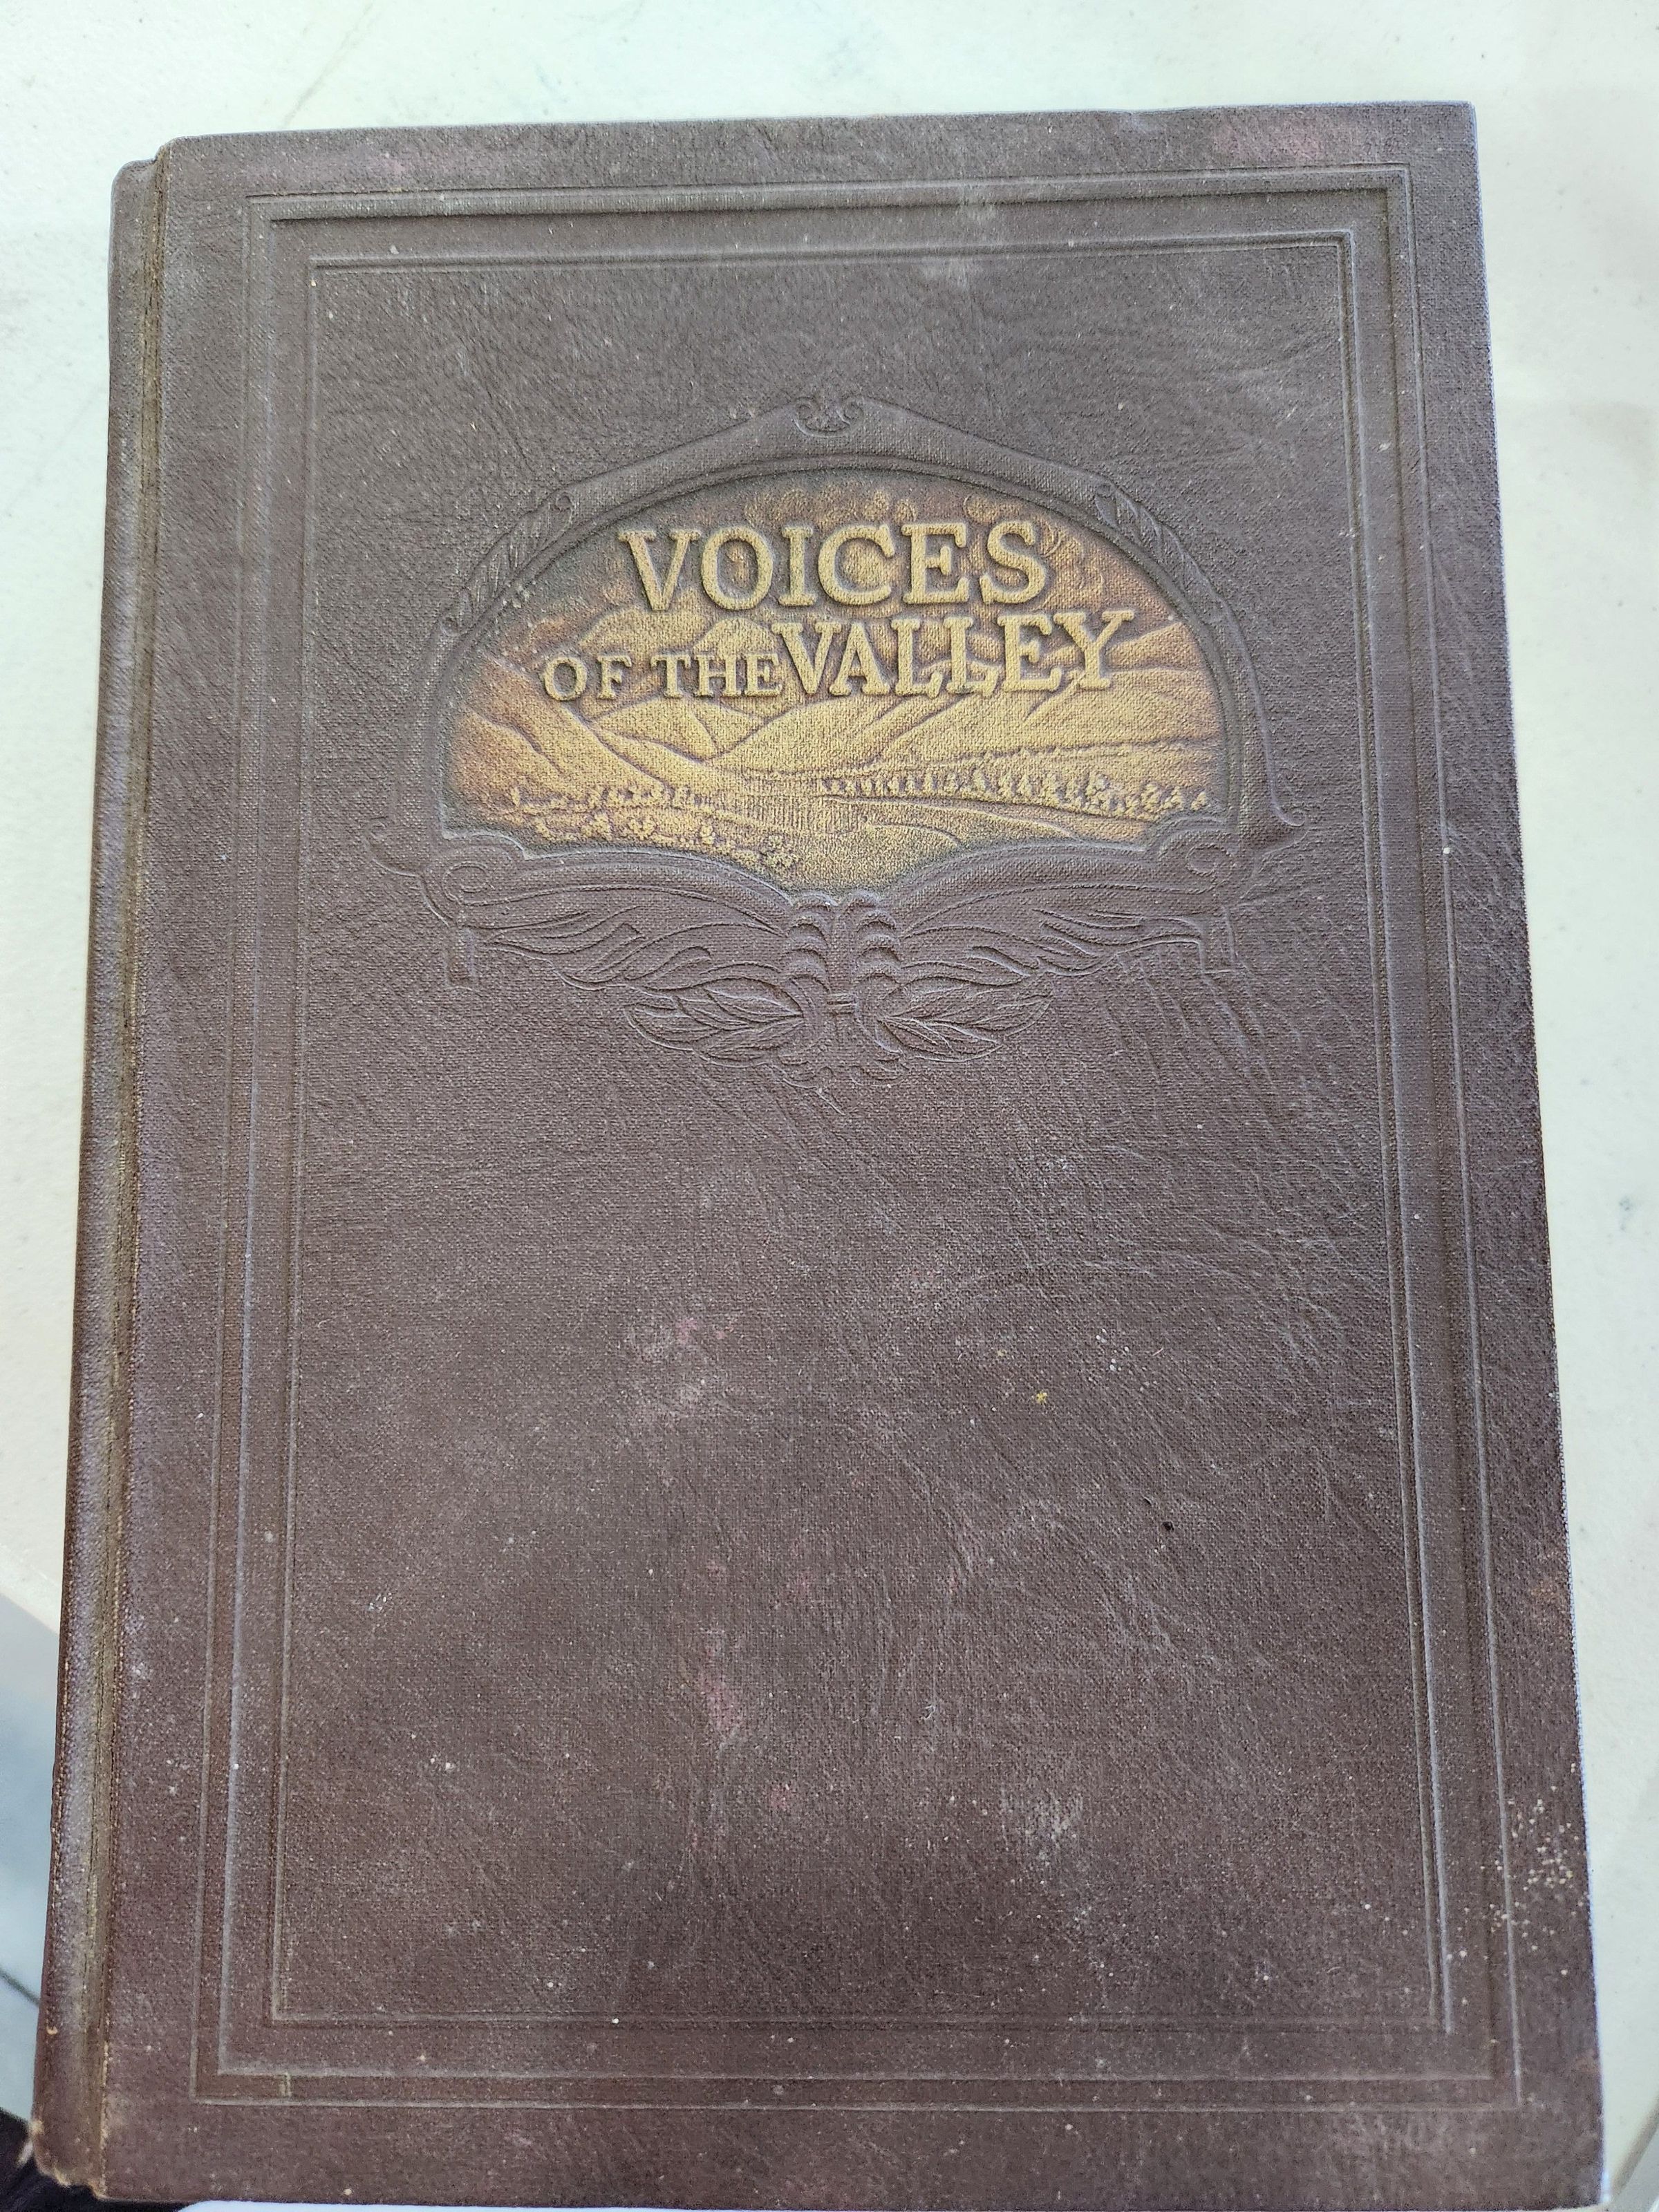 VOICES
OF THE VALLEY